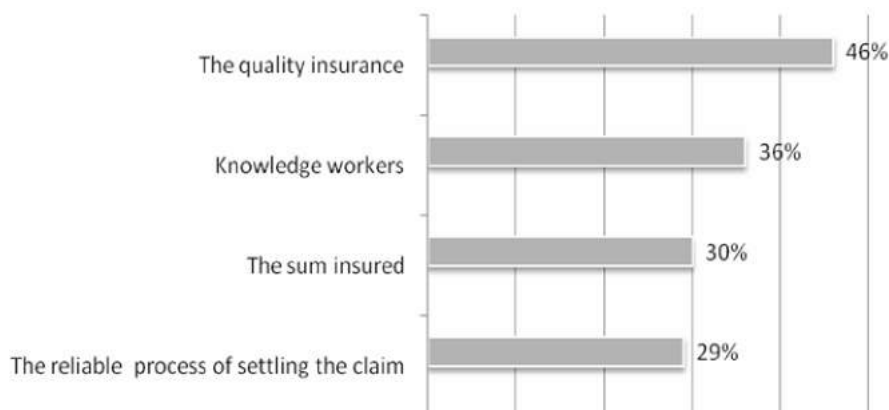 The quality insurance
46%
Knowledge workers
36%
The sum insured
30%
The reliable process of settling the claim
29%